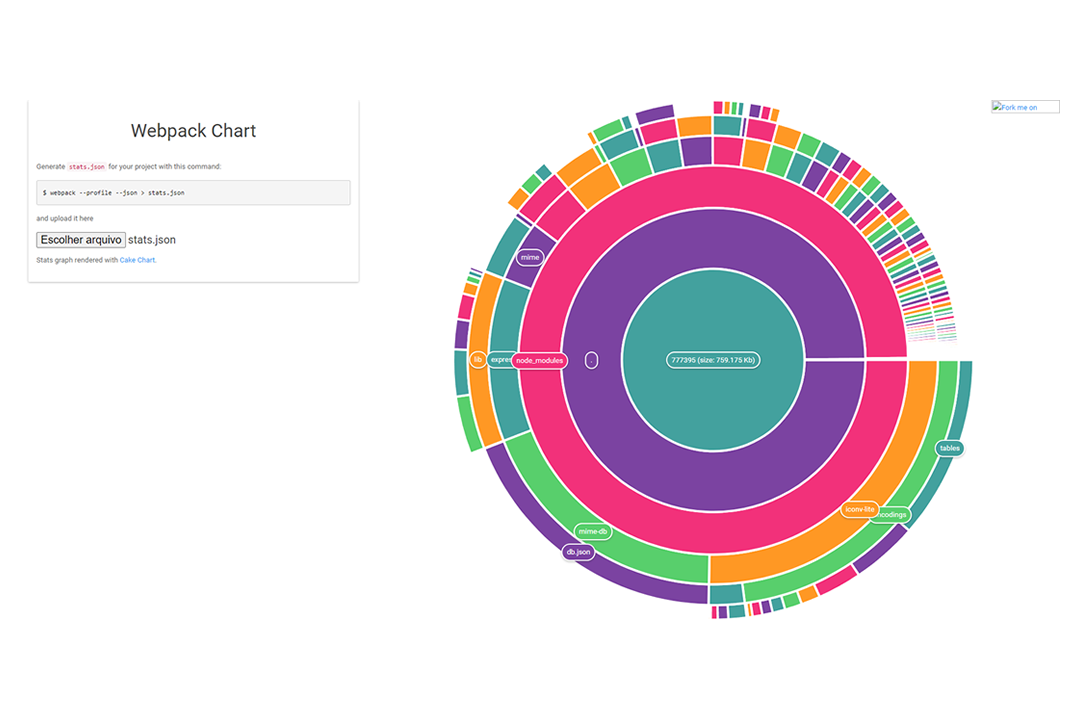 Webpack Chart
Generate stats.json for your project with this command:
$ webpack --profile --json > stats.json
and upload it here
Escolher arquivo stats.json
Stats graph rendered with Cake Chart.
Fork me on
mime
lib
expres
node_modules
.
777395 (size: 759.175 Kb)
tables
iconv-lite
ncodings
mime-db
db.json